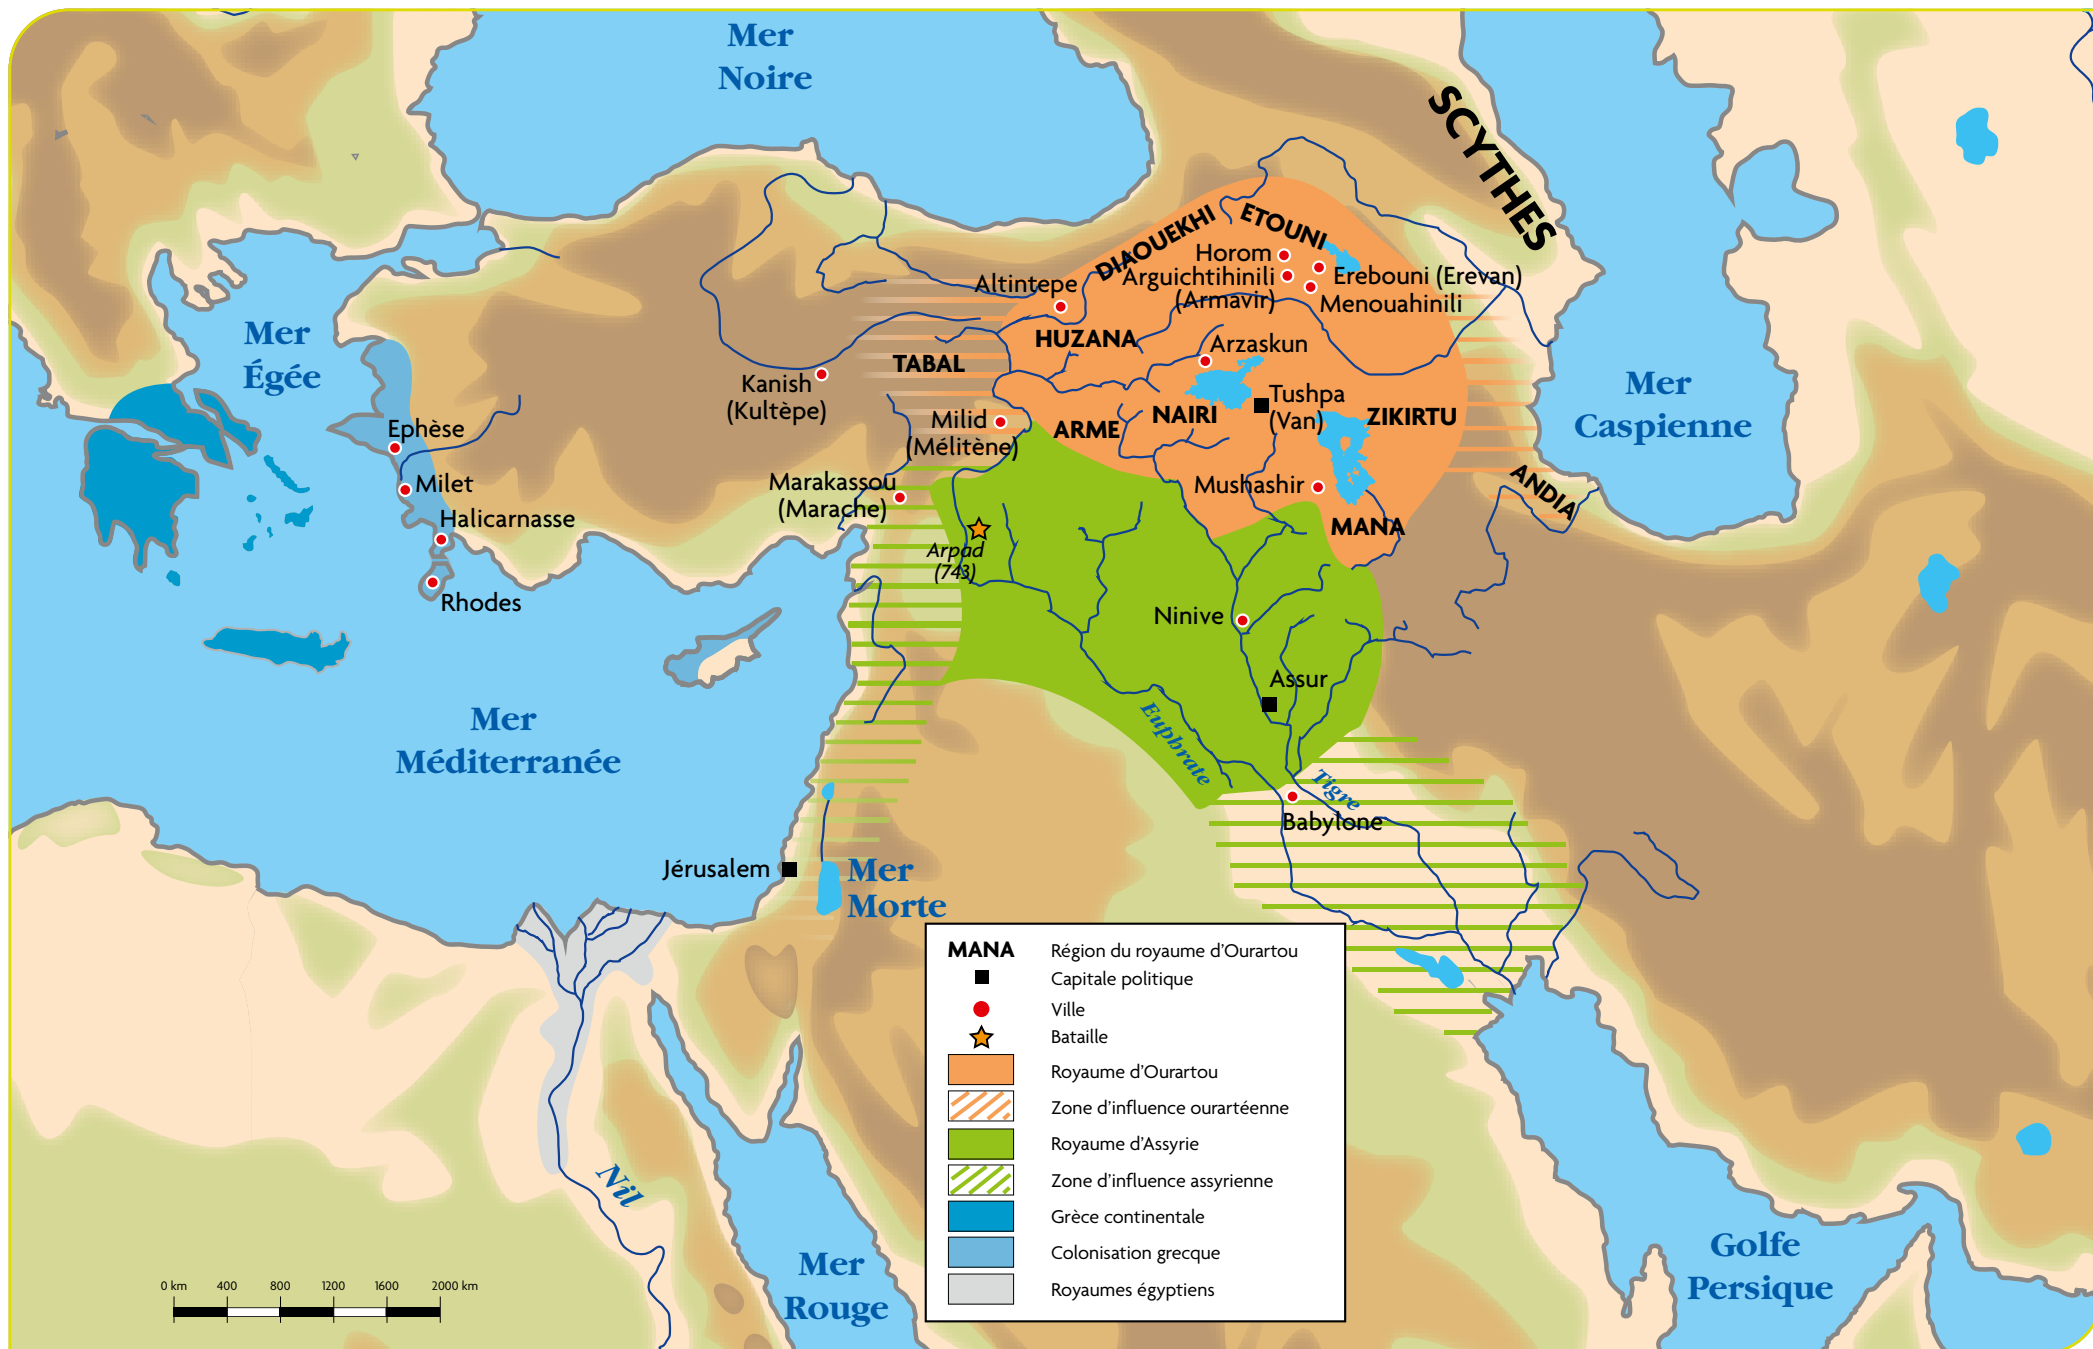 Mer
Noire
SCYTHES
DIAOUEKHI
ETOUNI
Horom
Altintepe
Arguichtihinili
(Armavir)
Erebouni (Erevan)
Menouahinili
Mer
Égée
HUZANA
Arzaskun
TABAL
Kanish
(Kultèpe)
Tushpa
(Van)
Mer
Caspienne
Milid
(Mélitène)
ARME
NAIRI
ZIKIRTU
Ephèse
Milet
Marakassou
(Marache)
Mushashir
ANDIA
Halicarnasse
MANA
Arpad
(743)
Rhodes
Ninive
Assur
Mer
Méditerranée
Euphrate
Tigre
Babylone
Jérusalem
Mer
Morte
MANA Région du royaume d'Ourartou
Capitale politique
Ville
Bataille
Royaume d'Ourartou
Zone d'influence ourartéenne
Royaume d'Assyrie
Zone d'influence assyrienne
Grèce continentale
Colonisation grecque
Royaumes égyptiens
Nil
Mer
Rouge
Golfe
Persique
0 km 400 800 1200 1600 2000 km